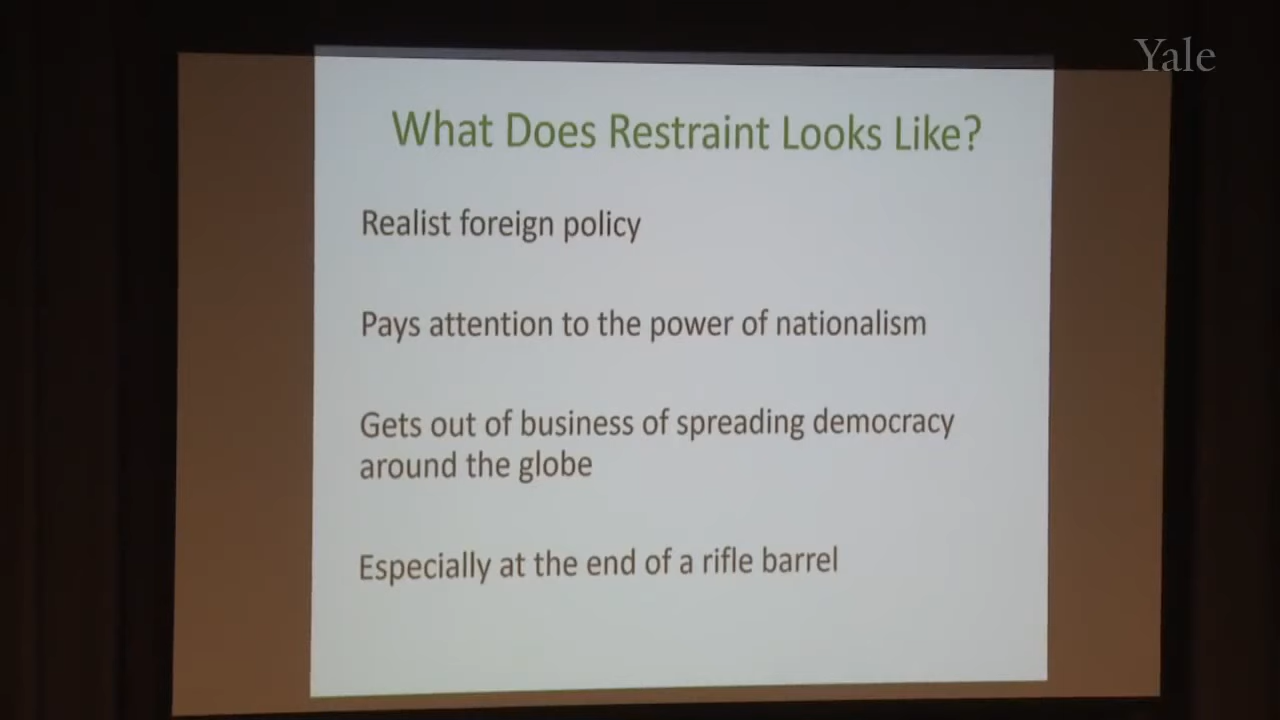 Yale
What Does Restraint Looks Like?
Realist foreign policy
Pays attention to the power of nationalism
Gets out of business of spreading democracy
around the globe
Especially at the end of a rifle barrel